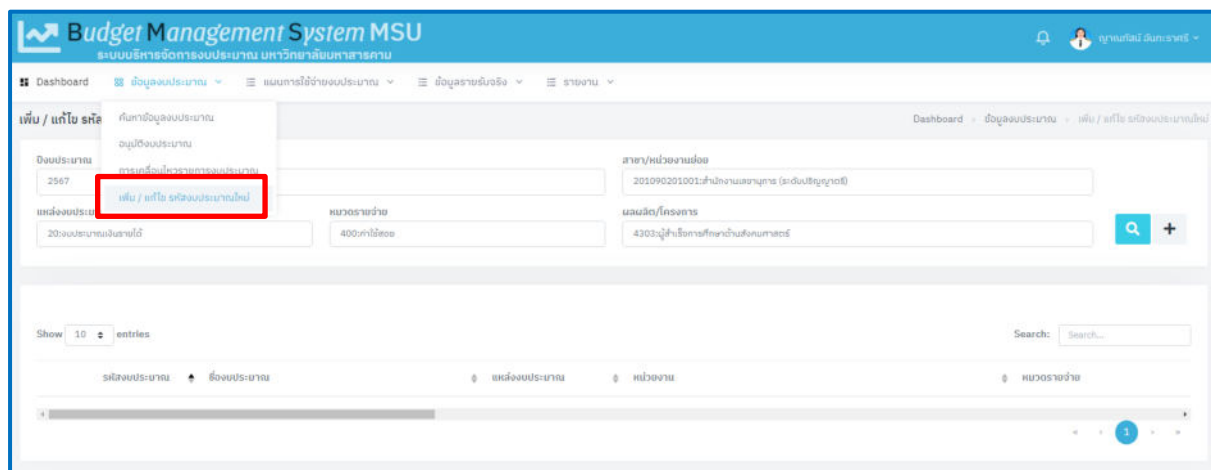 Budget Management System MSU
ระบบบริหารจัดการงบประมาณ มหาวิทยาลัยมหาสารคาม
Dashboard ข้อมูลงบประมาณ แผนการใช้จ่ายงบประมาณ ข้อมูลรายรับจริง รายงาน
เพิ่ม / แก้ไข รหัส
Dashboard ข้อมูลงบประมาณ เพิ่ม / แก้ไข รหัสงบประมาณใหม่
ค้นหาข้อมูลงบประมาณ
อนุมัติงบประมาณ
การเคลื่อนไหวรายการงบประมาณ
เพิ่ม / แก้ไข รหัสงบประมาณใหม่
ปีงบประมาณ สาขา/หน่วยงานย่อย
2567 201090201001:สำนักงานเลขานุการ (ระดับปริญญาตรี)
แหล่งงบประม หมวดรายจ่าย ผลผลิต/โครงการ
20:งบประมาณเงินรายได้ 400:ค่าใช้สอย 4303:ผู้สำเร็จการศึกษาด้านสังคมศาสตร์
Show 10 entries Search: Search...
รหัสงบประมาณ ชื่องบประมาณ แหล่งงบประมาณ หน่วยงาน หมวดรายจ่าย
« ‹ 1 › »